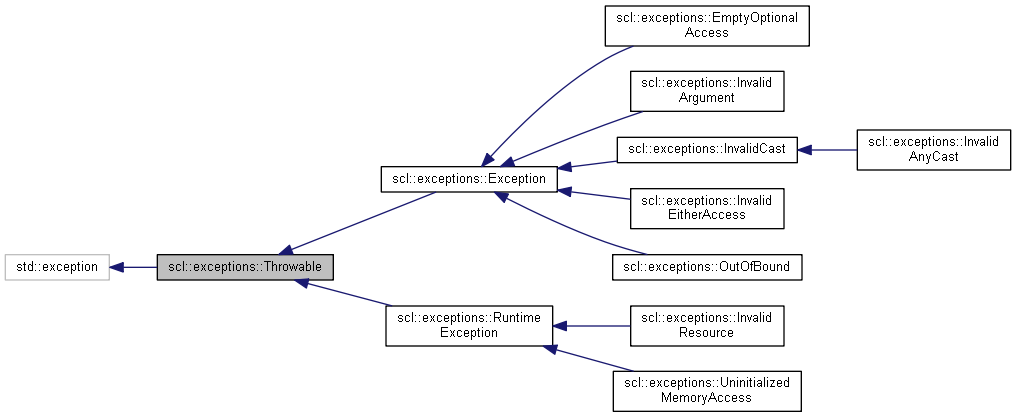 scl::exceptions::EmptyOptional
Access
scl::exceptions::Invalid
Argument
scl::exceptions::InvalidCast
scl::exceptions::Invalid
AnyCast
scl::exceptions::Exception
scl::exceptions::Invalid
EitherAccess
std::exception
scl::exceptions::Throwable
scl::exceptions::OutOfBound
scl::exceptions::Runtime
Exception
scl::exceptions::Invalid
Resource
scl::exceptions::Uninitialized
MemoryAccess